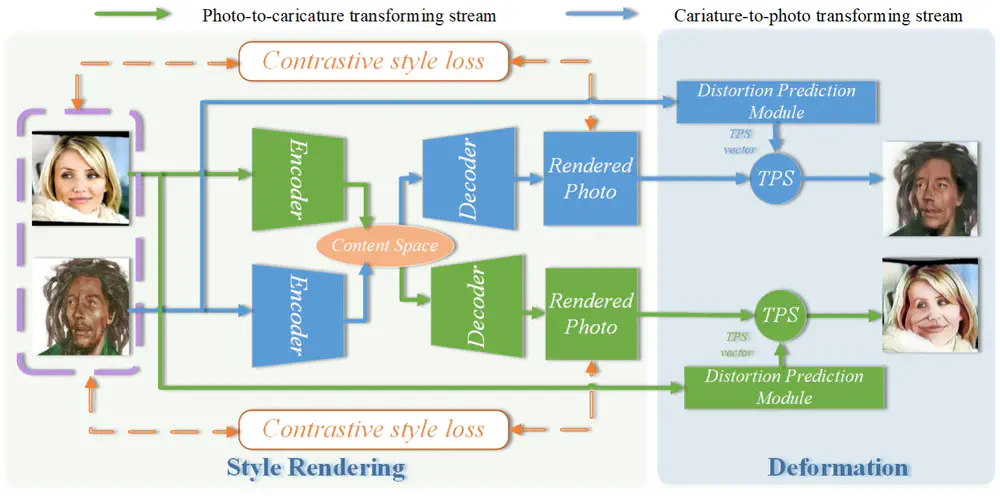 Photo-to-caricature transforming stream
Cariature-to-photo transforming stream
Contrastive style loss
Encoder
Decoder
Rendered
Photo
Distortion Prediction
Module
TPS
vector
TPS
Content Space
Encoder
Decoder
Rendered
Photo
TPS
TPS
vector
Distortion Prediction
Module
Contrastive style loss
Style Rendering
Deformation